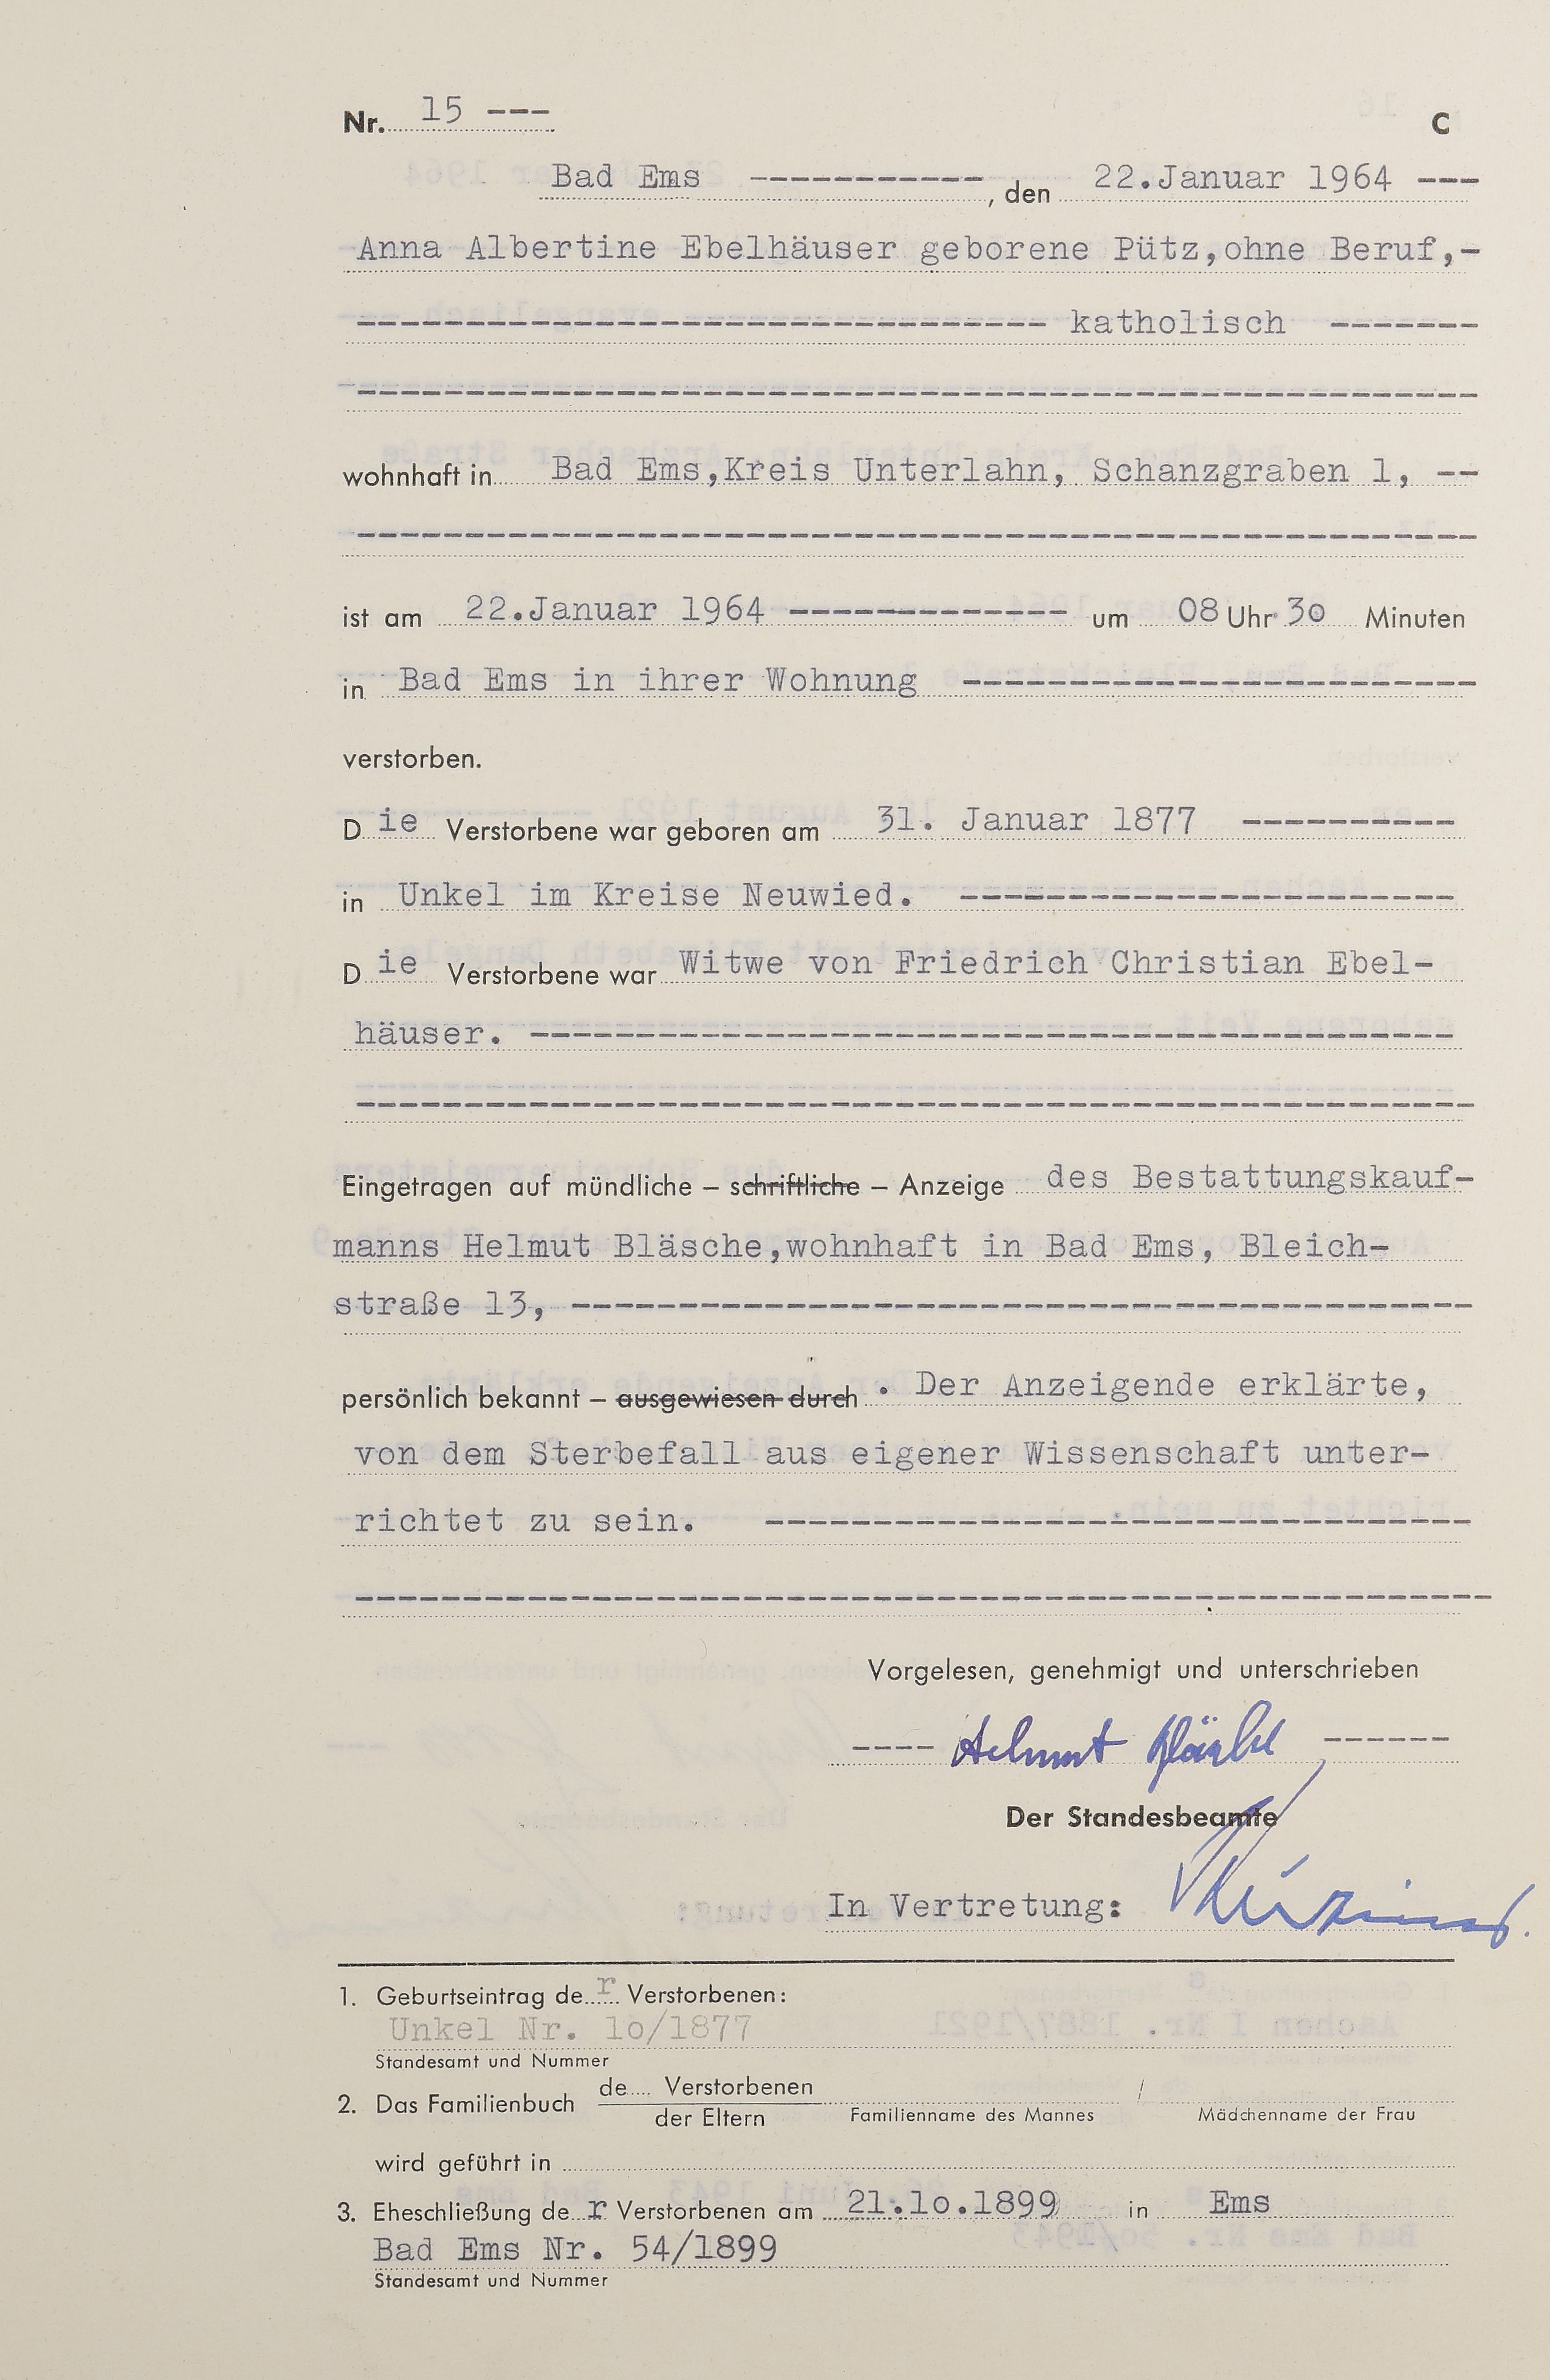 Nr. 15 --- C
Bad Ems -----------, den 22.Januar 1964 ---
Anna Albertine Ebelhäuser geborene Pütz,ohne Beruf,-
-------------------------------- katholisch -------
----------------------------------------------------
wohnhaft in Bad Ems,Kreis Unterlahn, Schanzgraben 1, --
----------------------------------------------------
ist am 22.Januar 1964 ------------- um 08 Uhr 3o Minuten
in Bad Ems in ihrer Wohnung ------------------------
verstorben.
Die Verstorbene war geboren am 31. Januar 1877 ----------
in Unkel im Kreise Neuwied. -----------------------
Die Verstorbene war Witwe von Friedrich Christian Ebel-
häuser. -------------------------------------------
----------------------------------------------------
Eingetragen auf mündliche – schriftliche – Anzeige des Bestattungskauf-
manns Helmut Bläsche,wohnhaft in Bad Ems, Bleich-
straße 13, ------------------------------------------
persönlich bekannt – ausgewiesen durch . Der Anzeigende erklärte,
von dem Sterbefall aus eigener Wissenschaft unter-
richtet zu sein. ---------------------------------
-----------------------------------------------------
Vorgelesen, genehmigt und unterschrieben
---- Helmut Bläsche ------
Der Standesbeamte
In Vertretung:
1. Geburtseintrag der Verstorbenen:
Unkel Nr. 1o/1877
Standesamt und Nummer
2. Das Familienbuch de.... Verstorbenen /
der Eltern Familienname des Mannes Mädchenname der Frau
wird geführt in
3. Eheschließung der Verstorbenen am 21.1o.1899 in Ems
Bad Ems Nr. 54/1899
Standesamt und Nummer